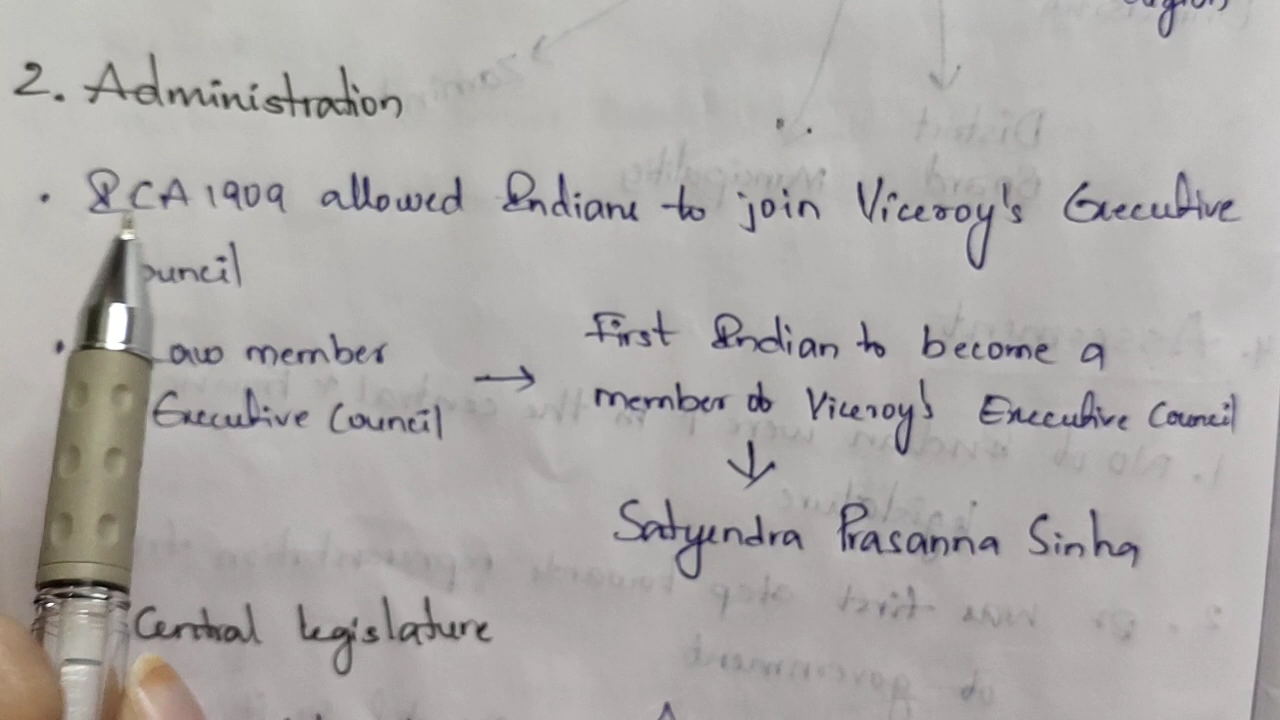 2. Administration
• ICA 1909 allowed Indians to join Viceroy's Executive
ouncil
• Law member
Executive Council
→ First Indian to become a
member of Viceroy's Executive Council
↓
Satyendra Prasanna Sinha
Central legislature